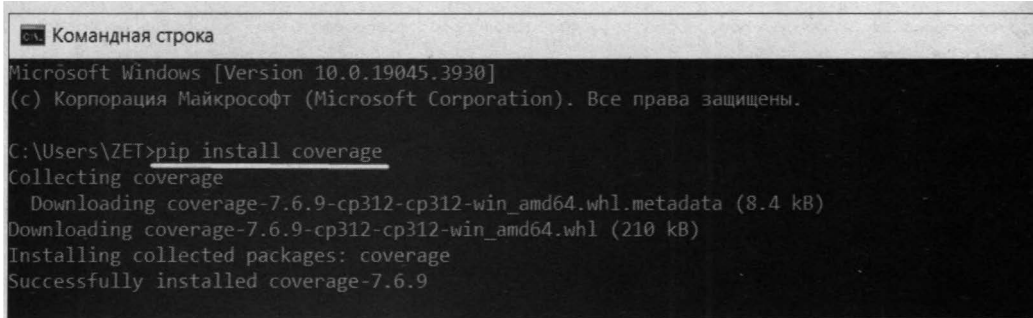 Командная строка
Microsoft Windows [Version 10.0.19045.3930]
(c) Корпорация Майкрософт (Microsoft Corporation). Все права защищены.
C:\Users\ZET>pip install coverage
Collecting coverage
Downloading coverage-7.6.9-cp312-cp312-win_amd64.whl.metadata (8.4 kB)
Downloading coverage-7.6.9-cp312-cp312-win_amd64.whl (210 kB)
Installing collected packages: coverage
Successfully installed coverage-7.6.9